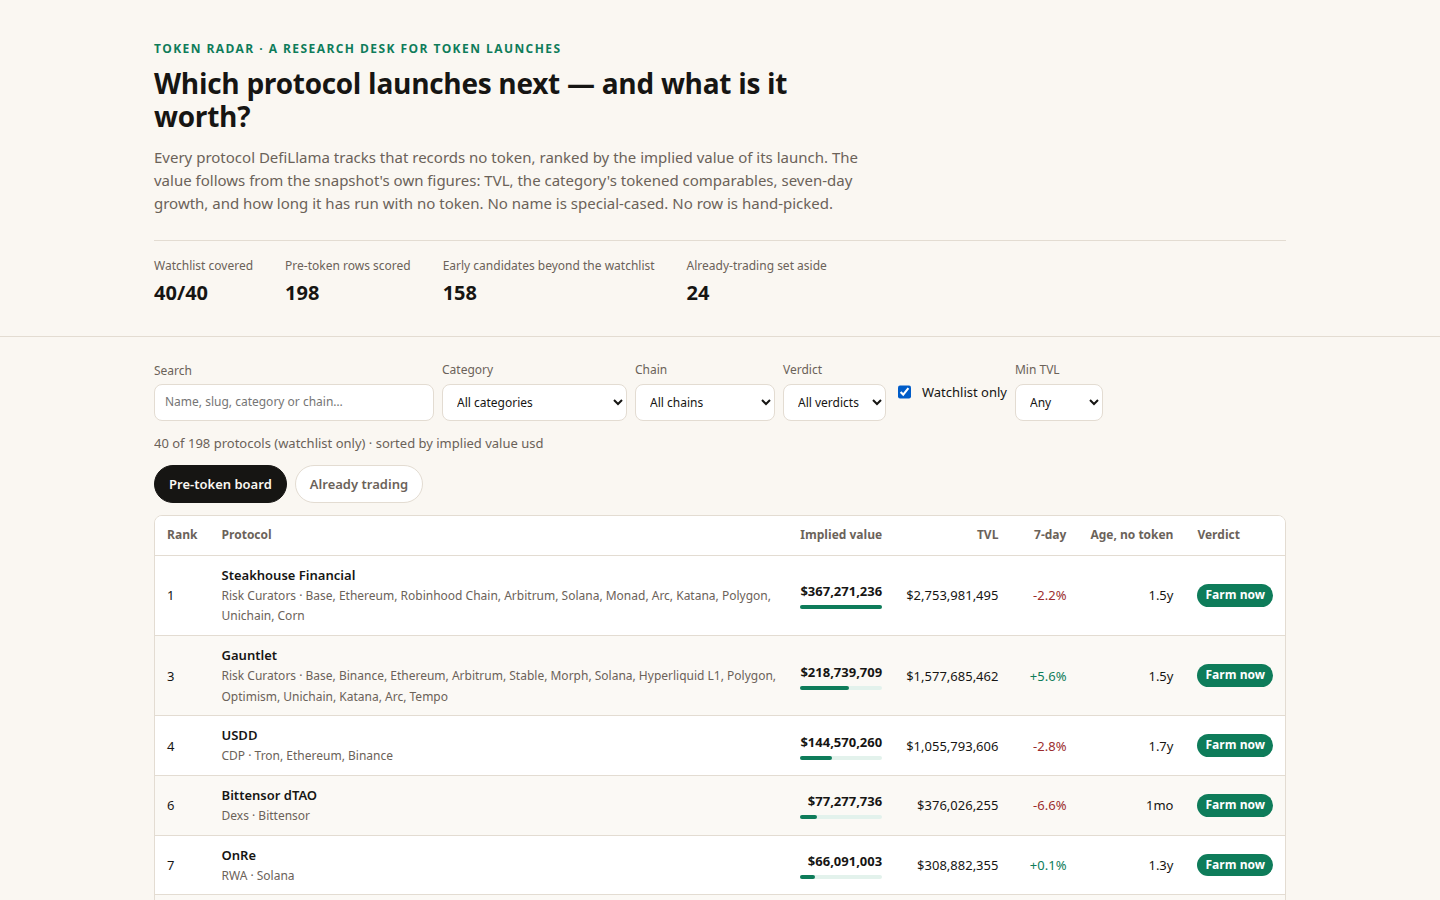 TOKEN RADAR · A RESEARCH DESK FOR TOKEN LAUNCHES
Which protocol launches next — and what is it
worth?
Every protocol DefiLlama tracks that records no token, ranked by the implied value of its launch. The
value follows from the snapshot's own figures: TVL, the category's tokened comparables, seven-day
growth, and how long it has run with no token. No name is special-cased. No row is hand-picked.
Watchlist covered Pre-token rows scored Early candidates beyond the watchlist Already-trading set aside
40/40 198 158 24
Search Category Chain Verdict Min TVL
Name, slug, category or chain... All categories All chains All verdicts Watchlist only Any
40 of 198 protocols (watchlist only) · sorted by implied value usd
Pre-token board Already trading
Rank Protocol Implied value TVL 7-day Age, no token Verdict
Steakhouse Financial
1 Risk Curators · Base, Ethereum, Robinhood Chain, Arbitrum, Solana, Monad, Arc, Katana, Polygon, $367,271,236 $2,753,981,495 -2.2% 1.5y Farm now
Unichain, Corn
Gauntlet
3 Risk Curators · Base, Binance, Ethereum, Arbitrum, Stable, Morph, Solana, Hyperliquid L1, Polygon, $218,739,709 $1,577,685,462 +5.6% 1.5y Farm now
Optimism, Unichain, Katana, Arc, Tempo
USDD
4 CDP · Tron, Ethereum, Binance $144,570,260 $1,055,793,606 -2.8% 1.7y Farm now
Bittensor dTAO
6 Dexs · Bittensor $77,277,736 $376,026,255 -6.6% 1mo Farm now
OnRe
7 RWA · Solana $66,091,003 $308,882,355 +0.1% 1.3y Farm now